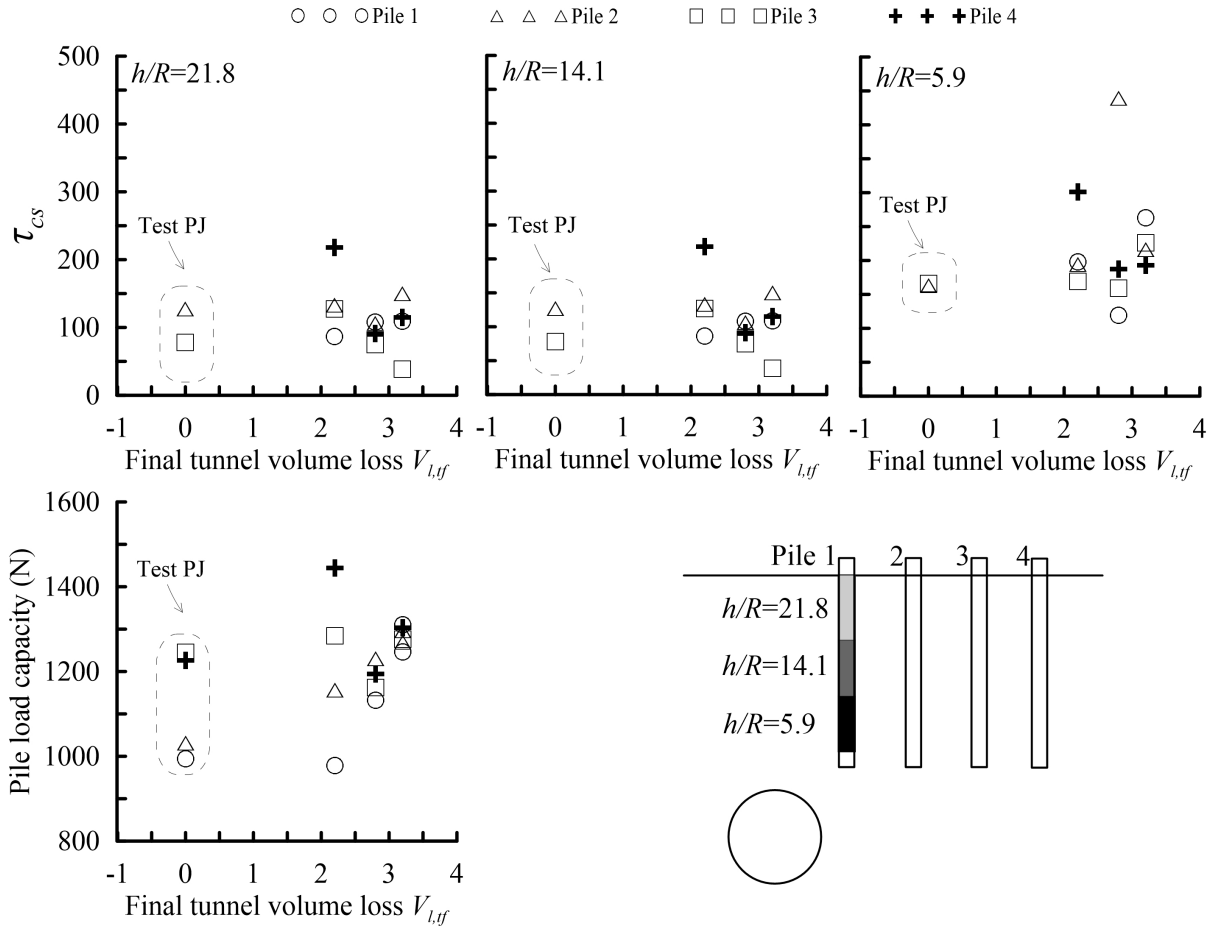 Pile 1 Pile 2 Pile 3 Pile 4
h/R=21.8
500
400
300
200
100
0
τcs
Test PJ
-1 0 1 2 3 4
Final tunnel volume loss Vl,tf
h/R=14.1
Test PJ
-1 0 1 2 3 4
Final tunnel volume loss Vl,tf
h/R=5.9
Test PJ
-1 0 1 2 3 4
Final tunnel volume loss Vl,tf
1600
1400
1200
1000
800
Pile load capacity (N)
Test PJ
-1 0 1 2 3 4
Final tunnel volume loss Vl,tf
Pile 1 2 3 4
h/R=21.8
h/R=14.1
h/R=5.9